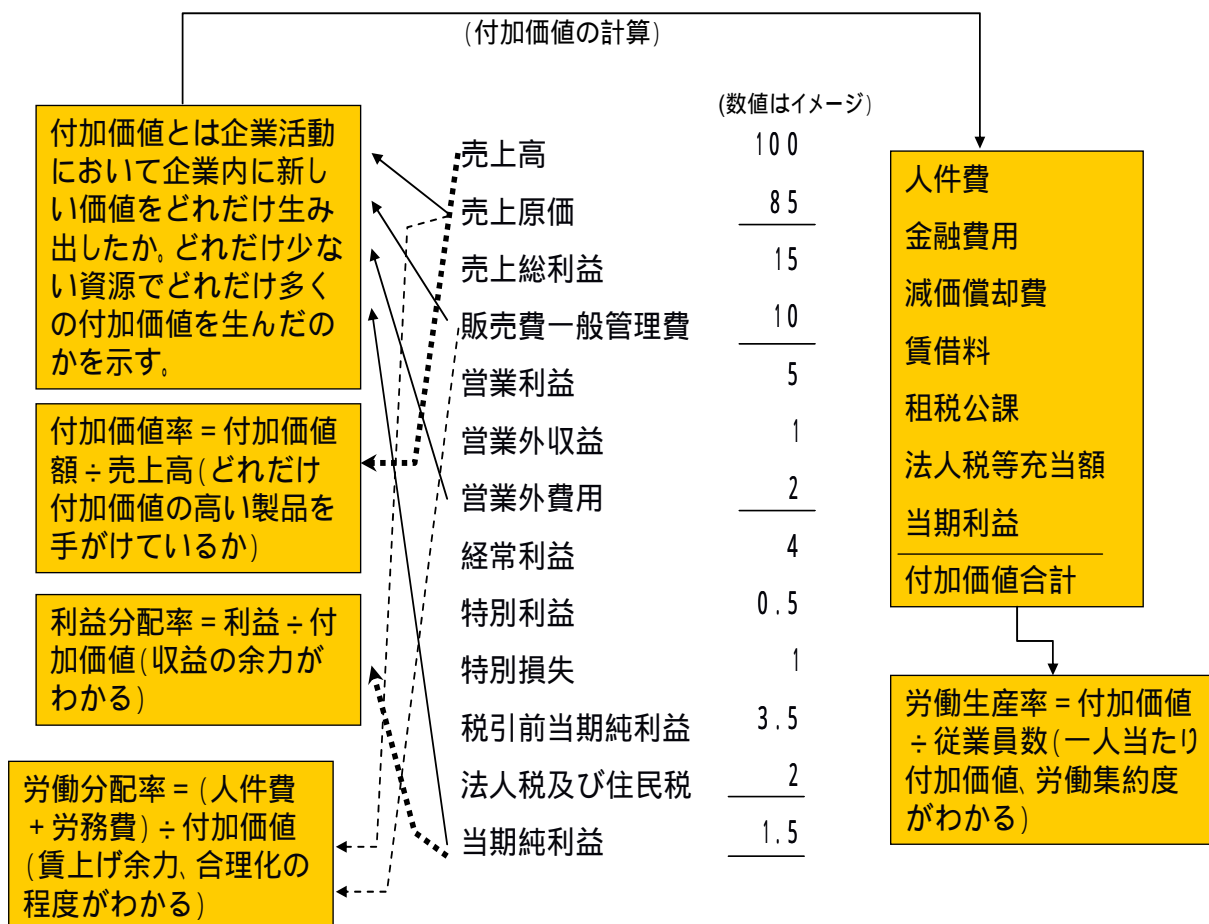 (付加価値の計算)
(数値はイメージ)
付加価値とは企業活動
において企業内に新し
い価値をどれだけ生み
出したか。どれだけ少な
い資源でどれだけ多く
の付加価値を生んだの
かを示す。
付加価値率=付加価値
額÷売上高(どれだけ
付加価値の高い製品を
手がけているか)
利益分配率=利益÷付
加価値(収益の余力が
わかる)
労働分配率=(人件費
+労務費)÷付加価値
(賃上げ余力、合理化の
程度がわかる)
売上高 100
売上原価 85
売上総利益 15
販売費一般管理費 10
営業利益 5
営業外収益 1
営業外費用 2
経常利益 4
特別利益 0.5
特別損失 1
税引前当期純利益 3.5
法人税及び住民税 2
当期純利益 1.5
人件費
金融費用
減価償却費
賃借料
租税公課
法人税等充当額
当期利益
付加価値合計
労働生産率=付加価値
÷従業員数(一人当たり
付加価値、労働集約度
がわかる)